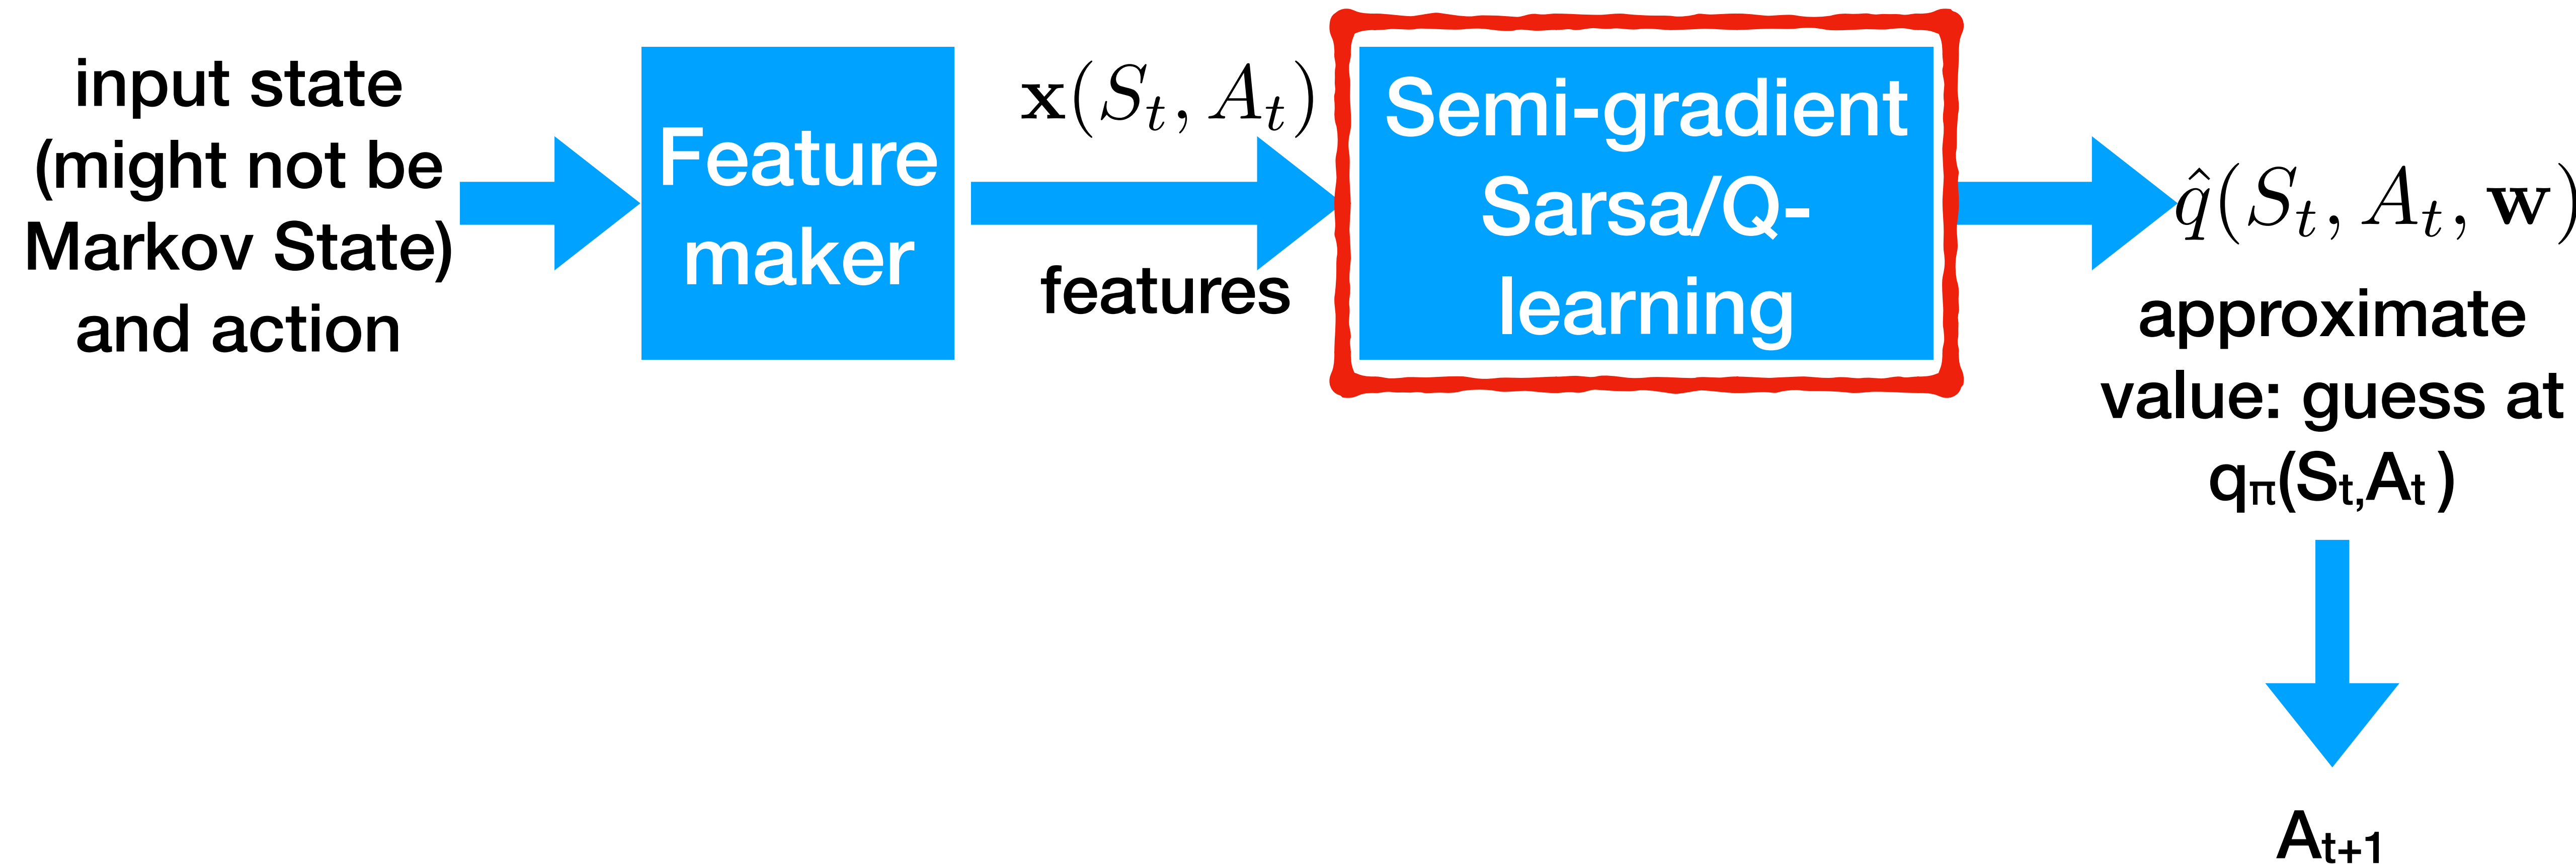 input state
(might not be
Markov State)
and action
Feature
maker
𝐱(Sₜ, Aₜ)
features
Semi-gradient
Sarsa/Q-
learning
q̂(Sₜ, Aₜ, 𝐰)
approximate
value: guess at
qπ(St,At )
At+1